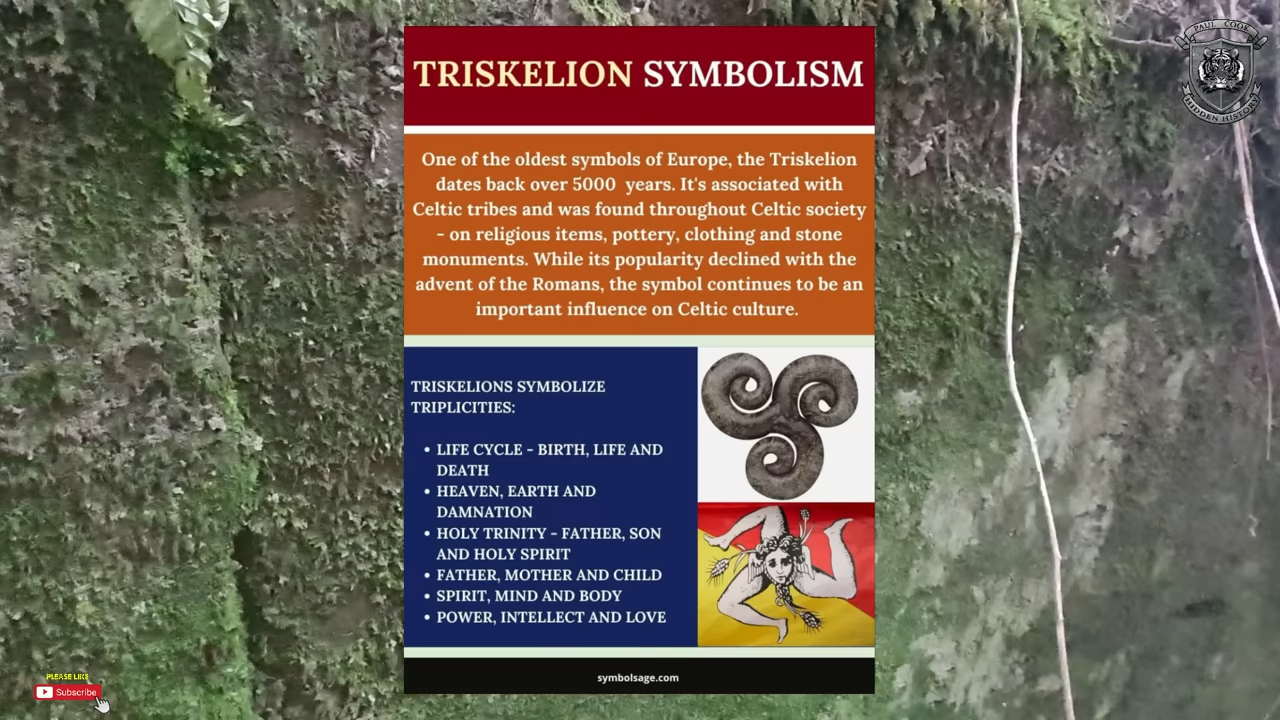 PAUL COOK
HIDDEN HISTORY
TRISKELION SYMBOLISM
One of the oldest symbols of Europe, the Triskelion
dates back over 5000 years. It's associated with
Celtic tribes and was found throughout Celtic society
- on religious items, pottery, clothing and stone
monuments. While its popularity declined with the
advent of the Romans, the symbol continues to be an
important influence on Celtic culture.
TRISKELIONS SYMBOLIZE
TRIPLICITIES:
• LIFE CYCLE - BIRTH, LIFE AND
DEATH
• HEAVEN, EARTH AND
DAMNATION
• HOLY TRINITY - FATHER, SON
AND HOLY SPIRIT
• FATHER, MOTHER AND CHILD
• SPIRIT, MIND AND BODY
• POWER, INTELLECT AND LOVE
symbolsage.com
PLEASE LIKE
Subscribe